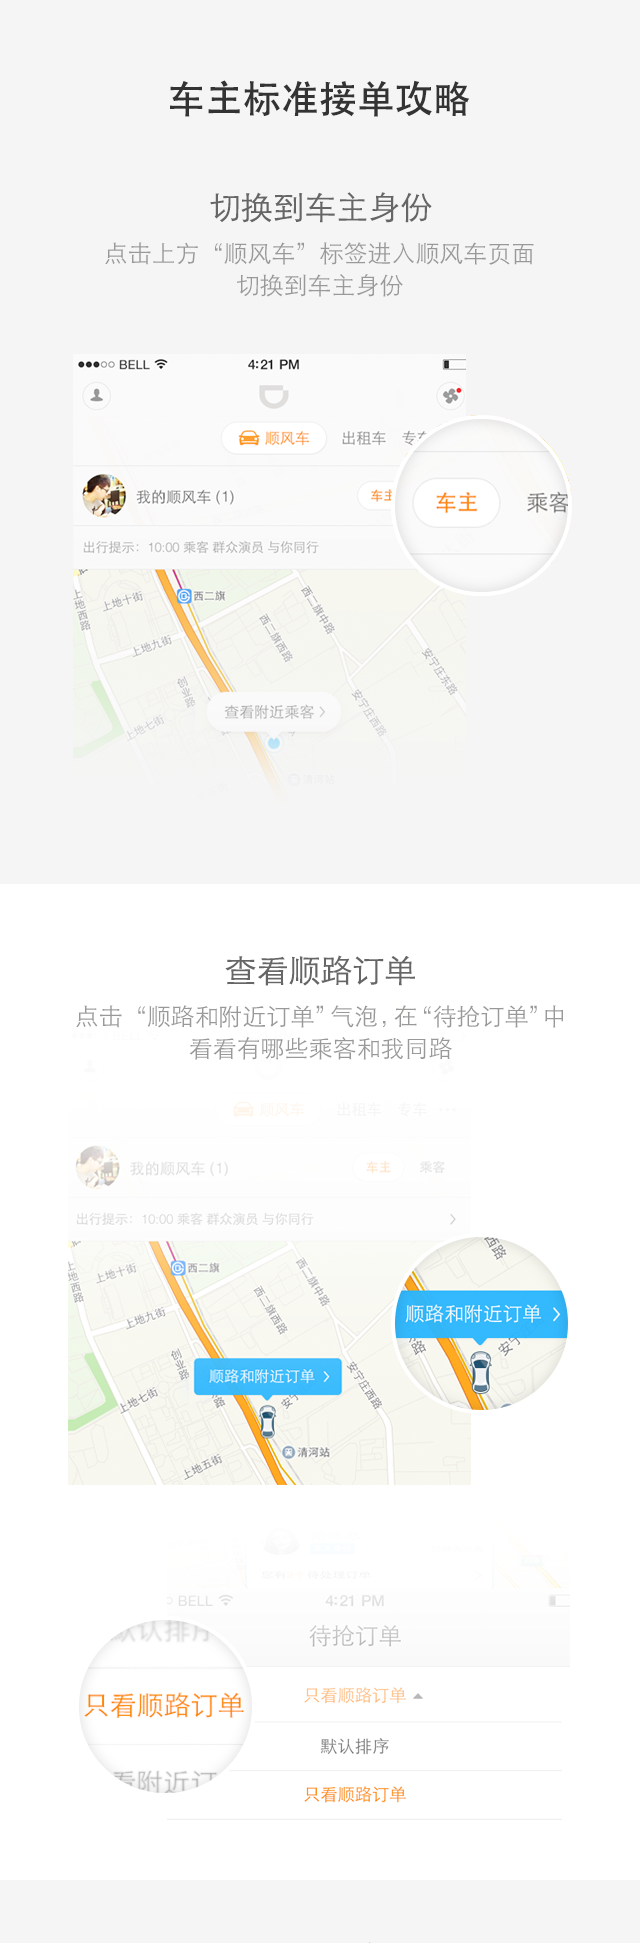 车主标准接单攻略
切换到车主身份
点击上方“顺风车”标签进入顺风车页面
切换到车主身份
BELL
4:21 PM
顺风车
出租车
专车
我的顺风车 (1)
车主
车主
乘客
出行提示：10:00 乘客 群众演员 与你同行
上地西路
上地十街
西二旗
上地九街
西二旗西路
西二旗中路
安宁庄东路
创业路
安宁庄西路
上地七街
查看附近乘客 >
清河站
查看顺路订单
点击“顺路和附近订单”气泡，在“待抢订单”中
看看有哪些乘客和我同路
顺风车
出租车
专车 ···
我的顺风车 (1)
车主
乘客
出行提示：10:00 乘客 群众演员 与你同行 >
上地西路
上地十街
西二旗
上地九街
西二旗西路
西二旗中路
创业路
顺路和附近订单 >
顺路和附近订单 >
安宁庄西路
上地七街
清河站
上地五街
BELL
4:21 PM
待抢订单
默认排序
只看顺路订单
看附近订
只看顺路订单
默认排序
只看顺路订单